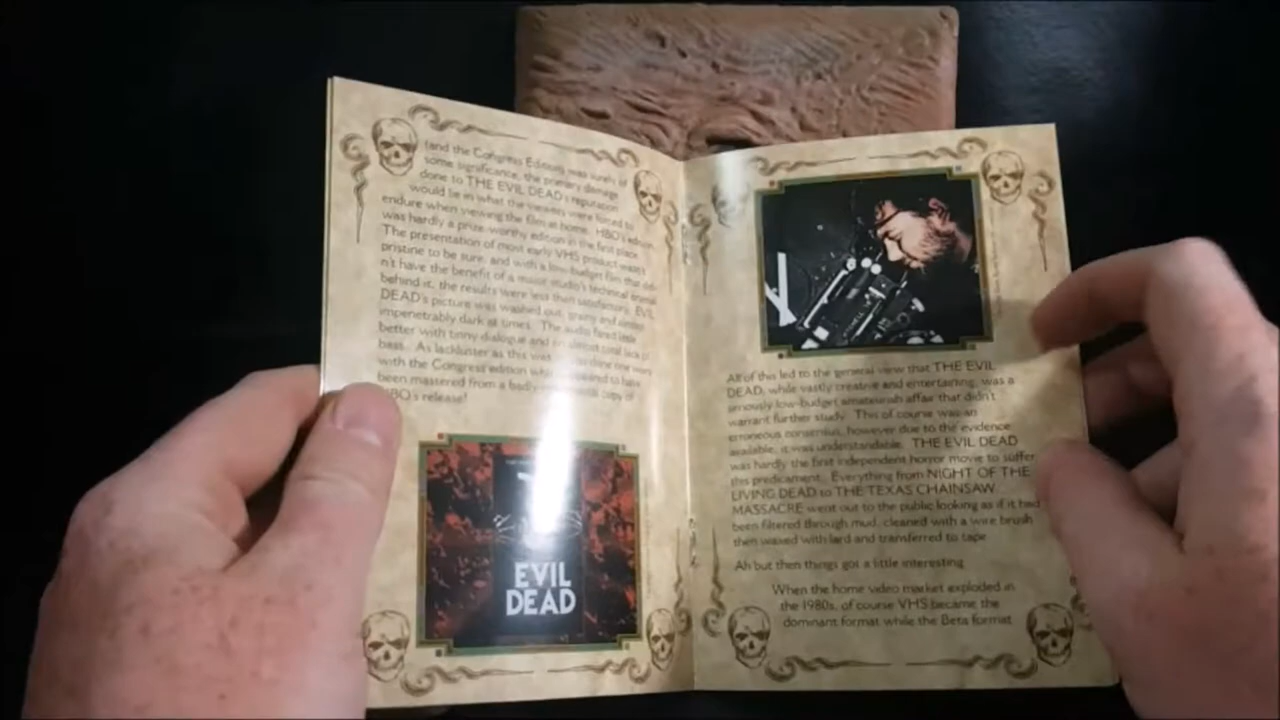 (and the Congress Edition) was surely of
some significance, the primary damage
done to THE EVIL DEAD's reputation
would lie in what the viewers were forced to
endure when viewing the film at home. HBO's edition
was hardly a prize-worthy edition in the first place.
The presentation of most early VHS product wasn't
pristine to be sure, and with a low-budget film that did-
n't have the benefit of a major studio's technical
behind it, the results were less then satisfactory. EVIL
DEAD's picture was washed out, grainy and almost
impenetrably dark at times. The audio fared little
better with tinny dialogue and an almost total lack of
bass. As lackluster as this was
with the Congress edition which appeared to have
been mastered from a badly copy of
HBO's release!
EVIL
DEAD
MITCHELL
All of this led to the general view that THE EVIL
DEAD, while vastly creative and entertaining, was a
seriously low-budget amateurish affair that didn't
warrant further study. This of course was an
erroneous consensus, however due to the evidence
available, it was understandable. THE EVIL DEAD
was hardly the first independent horror movie to suffer
this predicament. Everything from NIGHT OF THE
LIVING DEAD to THE TEXAS CHAINSAW
MASSACRE went out to the public looking as if it had
been filtered through mud, cleaned with a wire brush
then waxed with lard and transferred to tape.
Ah but then things got a little interesting.
When the home video market exploded in
the 1980s, of course VHS became the
dominant format while the Beta format